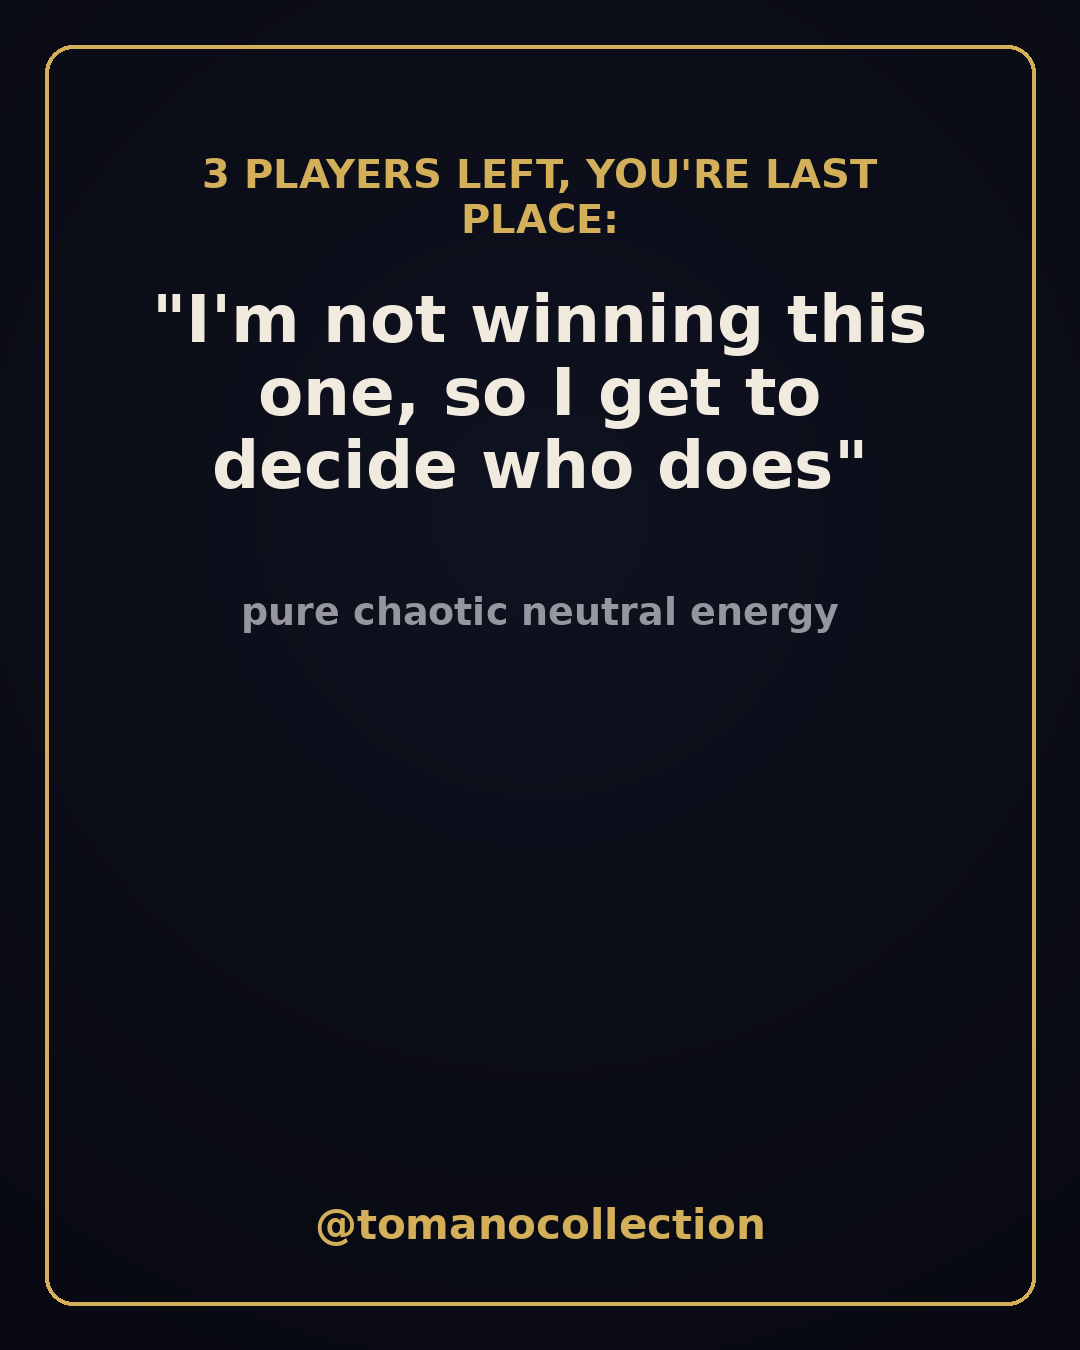 3 PLAYERS LEFT, YOU'RE LAST
PLACE:
"I'm not winning this
one, so I get to
decide who does"
pure chaotic neutral energy
@tomanocollection